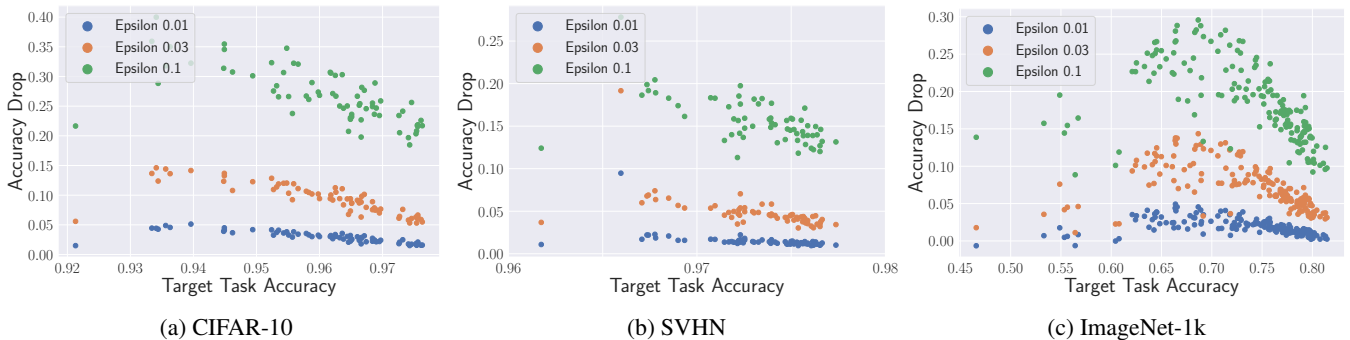 0.40
0.35
0.30
0.25
0.20
0.15
0.10
0.05
0.00
Accuracy Drop
Epsilon 0.01
Epsilon 0.03
Epsilon 0.1
0.92 0.93 0.94 0.95 0.96 0.97
Target Task Accuracy
(a) CIFAR-10
0.25
0.20
0.15
0.10
0.05
0.00
Accuracy Drop
Epsilon 0.01
Epsilon 0.03
Epsilon 0.1
0.96 0.97 0.98
Target Task Accuracy
(b) SVHN
0.30
0.25
0.20
0.15
0.10
0.05
0.00
Accuracy Drop
Epsilon 0.01
Epsilon 0.03
Epsilon 0.1
0.45 0.50 0.55 0.60 0.65 0.70 0.75 0.80
Target Task Accuracy
(c) ImageNet-1k